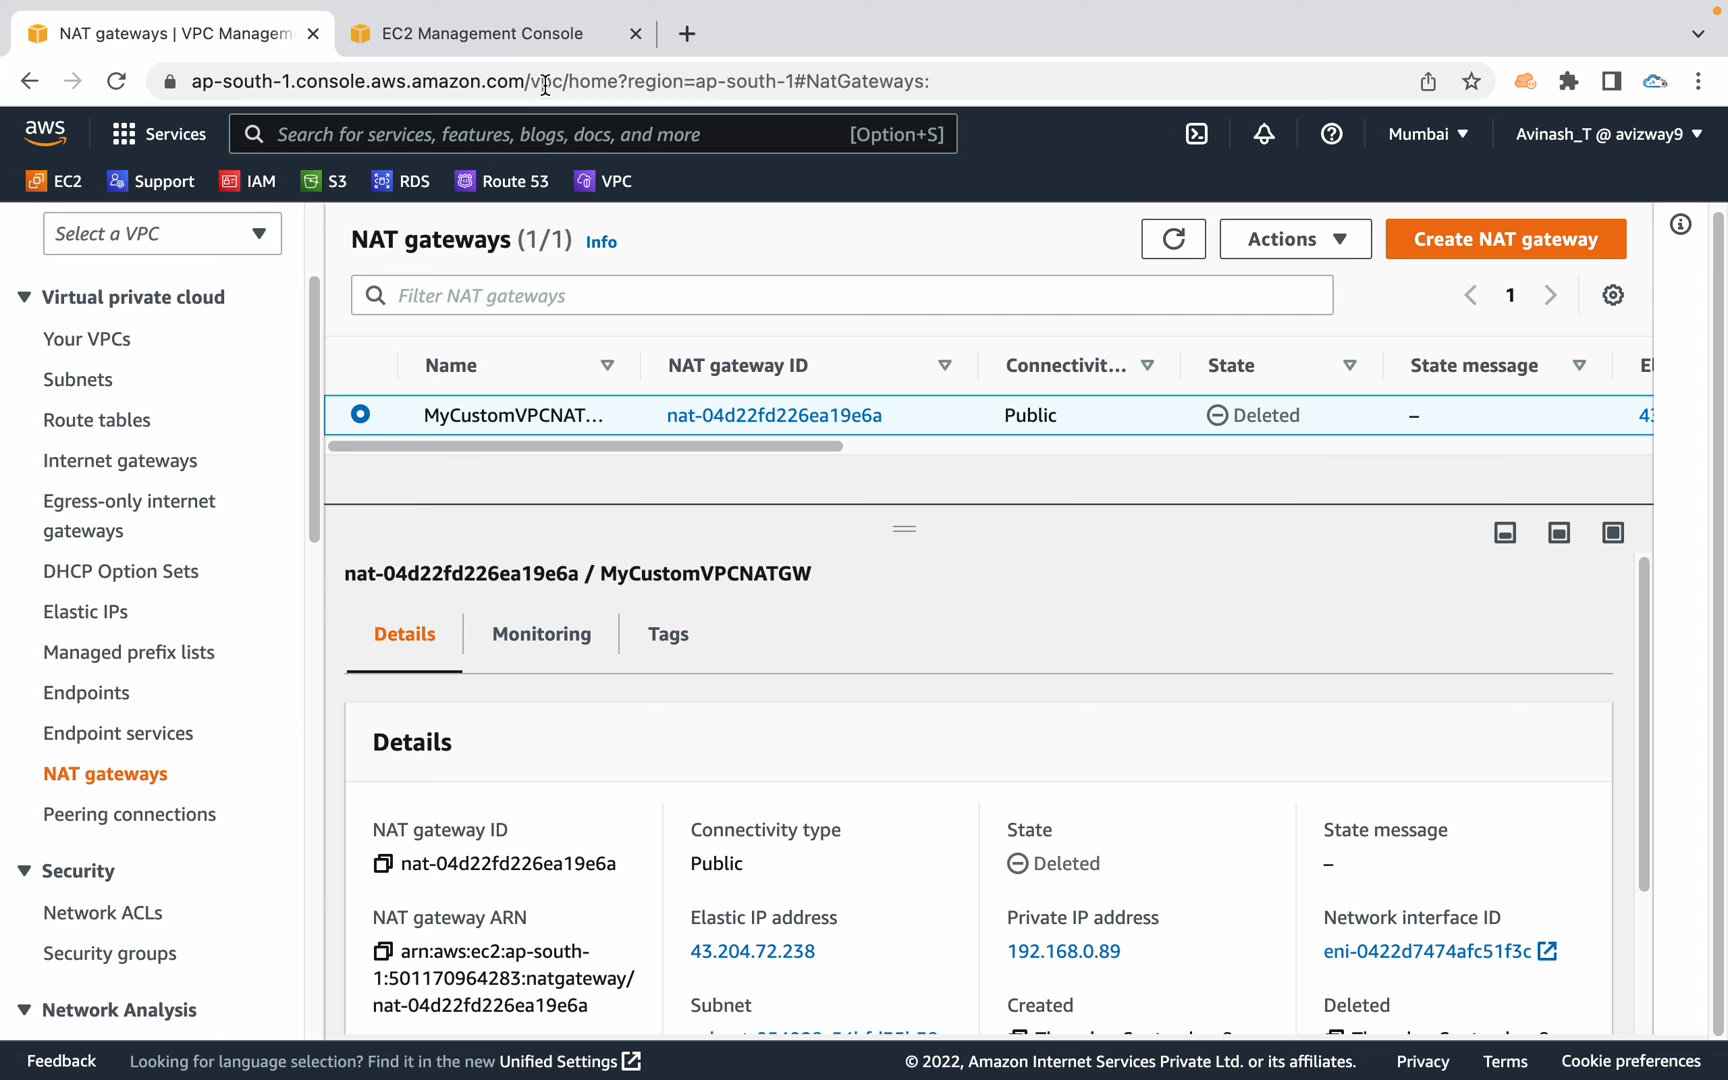 NAT gateways | VPC Managem
EC2 Management Console
ap-south-1.console.aws.amazon.com/vpc/home?region=ap-south-1#NatGateways:
aws
Services
Search for services, features, blogs, docs, and more
[Option+S]
Mumbai
Avinash_T @ avizway9
EC2
Support
IAM
S3
RDS
Route 53
VPC
Select a VPC
Virtual private cloud
Your VPCs
Subnets
Route tables
Internet gateways
Egress-only internet
gateways
DHCP Option Sets
Elastic IPs
Managed prefix lists
Endpoints
Endpoint services
NAT gateways
Peering connections
Security
Network ACLs
Security groups
Network Analysis
NAT gateways (1/1) Info
Actions
Create NAT gateway
Filter NAT gateways
1
Name
NAT gateway ID
Connectivit...
State
State message
El
MyCustomVPCNAT...
nat-04d22fd226ea19e6a
Public
Deleted
–
43
nat-04d22fd226ea19e6a / MyCustomVPCNATGW
Details
Monitoring
Tags
Details
NAT gateway ID
nat-04d22fd226ea19e6a
Connectivity type
Public
State
Deleted
State message
–
NAT gateway ARN
arn:aws:ec2:ap-south-
1:501170964283:natgateway/
nat-04d22fd226ea19e6a
Elastic IP address
43.204.72.238
Private IP address
192.168.0.89
Network interface ID
eni-0422d7474afc51f3c
Subnet
Created
Deleted
Feedback
Looking for language selection? Find it in the new Unified Settings
© 2022, Amazon Internet Services Private Ltd. or its affiliates.
Privacy
Terms
Cookie preferences